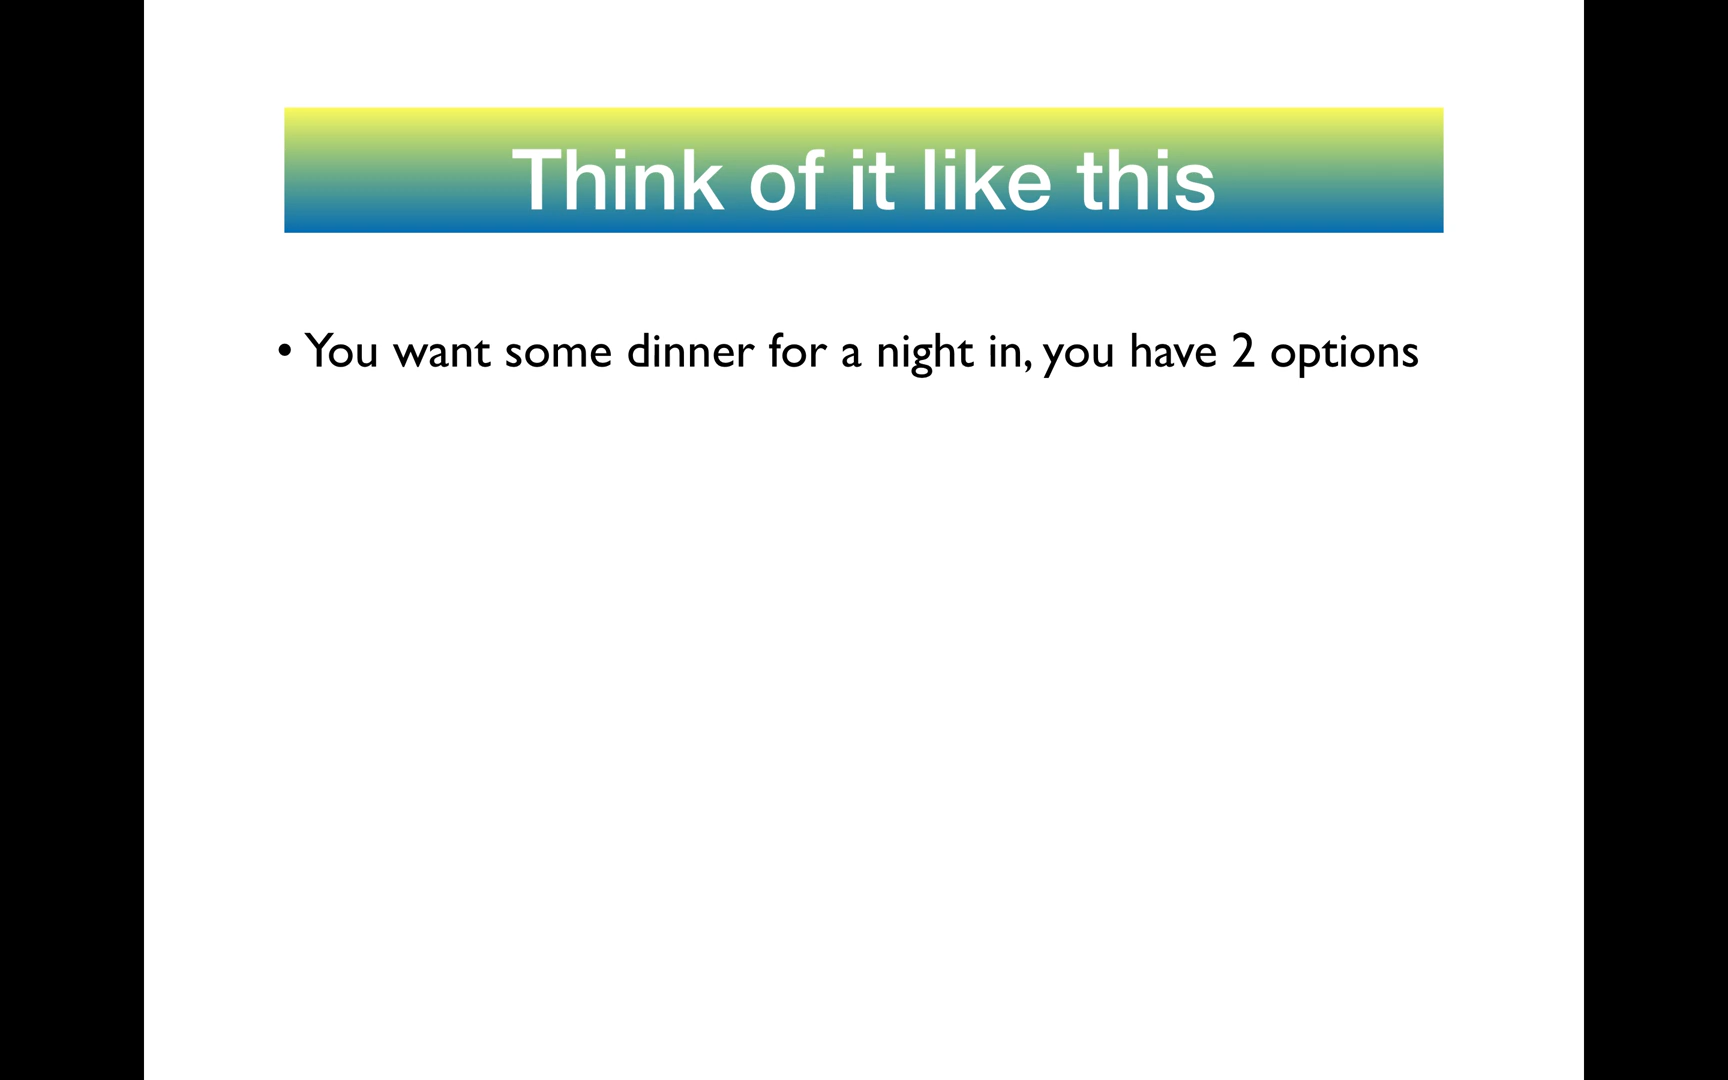 Think of it like this
• You want some dinner for a night in, you have 2 options